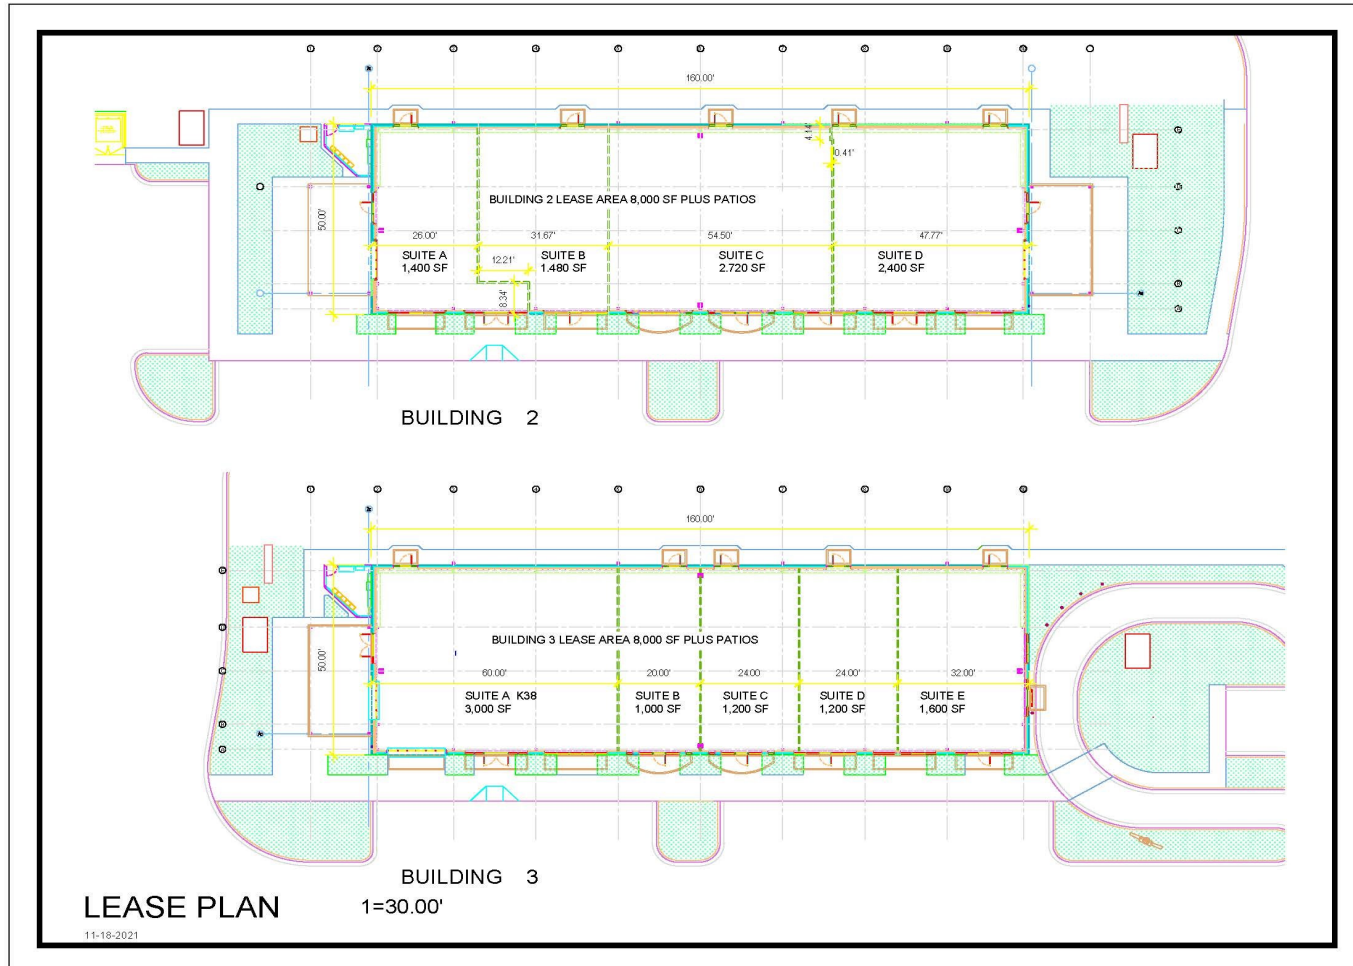 160.00'
4.14'
0.41'
BUILDING 2 LEASE AREA 8,000 SF PLUS PATIOS
50.00'
26.00'
31.67'
54.50'
47.77'
SUITE A
1,400 SF
12.21'
SUITE B
1.480 SF
SUITE C
2.720 SF
SUITE D
2,400 SF
8.34'
BUILDING 2
160.00'
BUILDING 3 LEASE AREA 8,000 SF PLUS PATIOS
50.00'
60.00'
20.00'
24.00
24.00'
32.00'
SUITE A K38
3,000 SF
SUITE B
1,000 SF
SUITE C
1,200 SF
SUITE D
1,200 SF
SUITE E
1,600 SF
BUILDING 3
LEASE PLAN
1=30.00'
11-18-2021